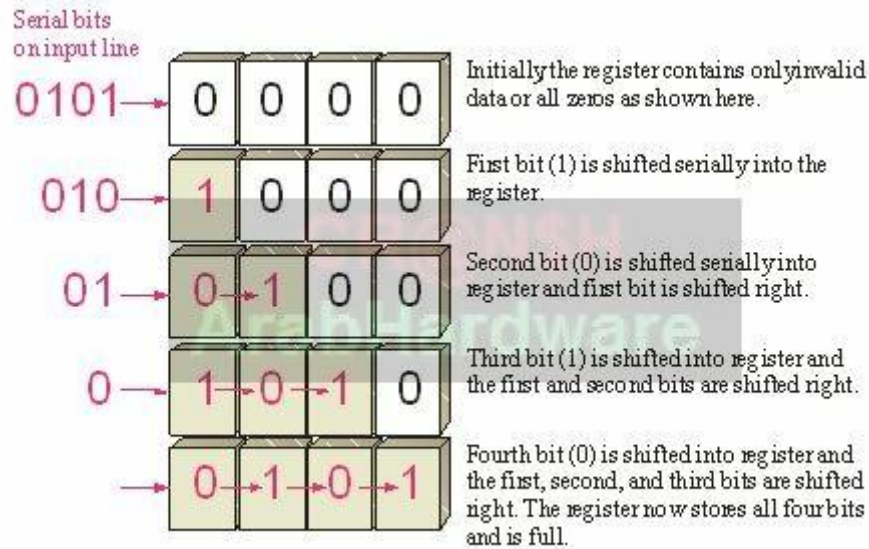 Serial bits
on input line
0101 0 0 0 0
Initially the register contains only invalid
data or all zeros as shown here.
010 1 0 0 0
First bit (1) is shifted serially into the
register.
01 0 1 0 0
Second bit (0) is shifted serially into
register and first bit is shifted right.
0 1 0 1 0
Third bit (1) is shifted into register and
the first and second bits are shifted right.
0 1 0 1
Fourth bit (0) is shifted into register and
the first, second, and third bits are shifted
right. The register now stores all four bits
and is full.
CR@N$H
ArabHardware